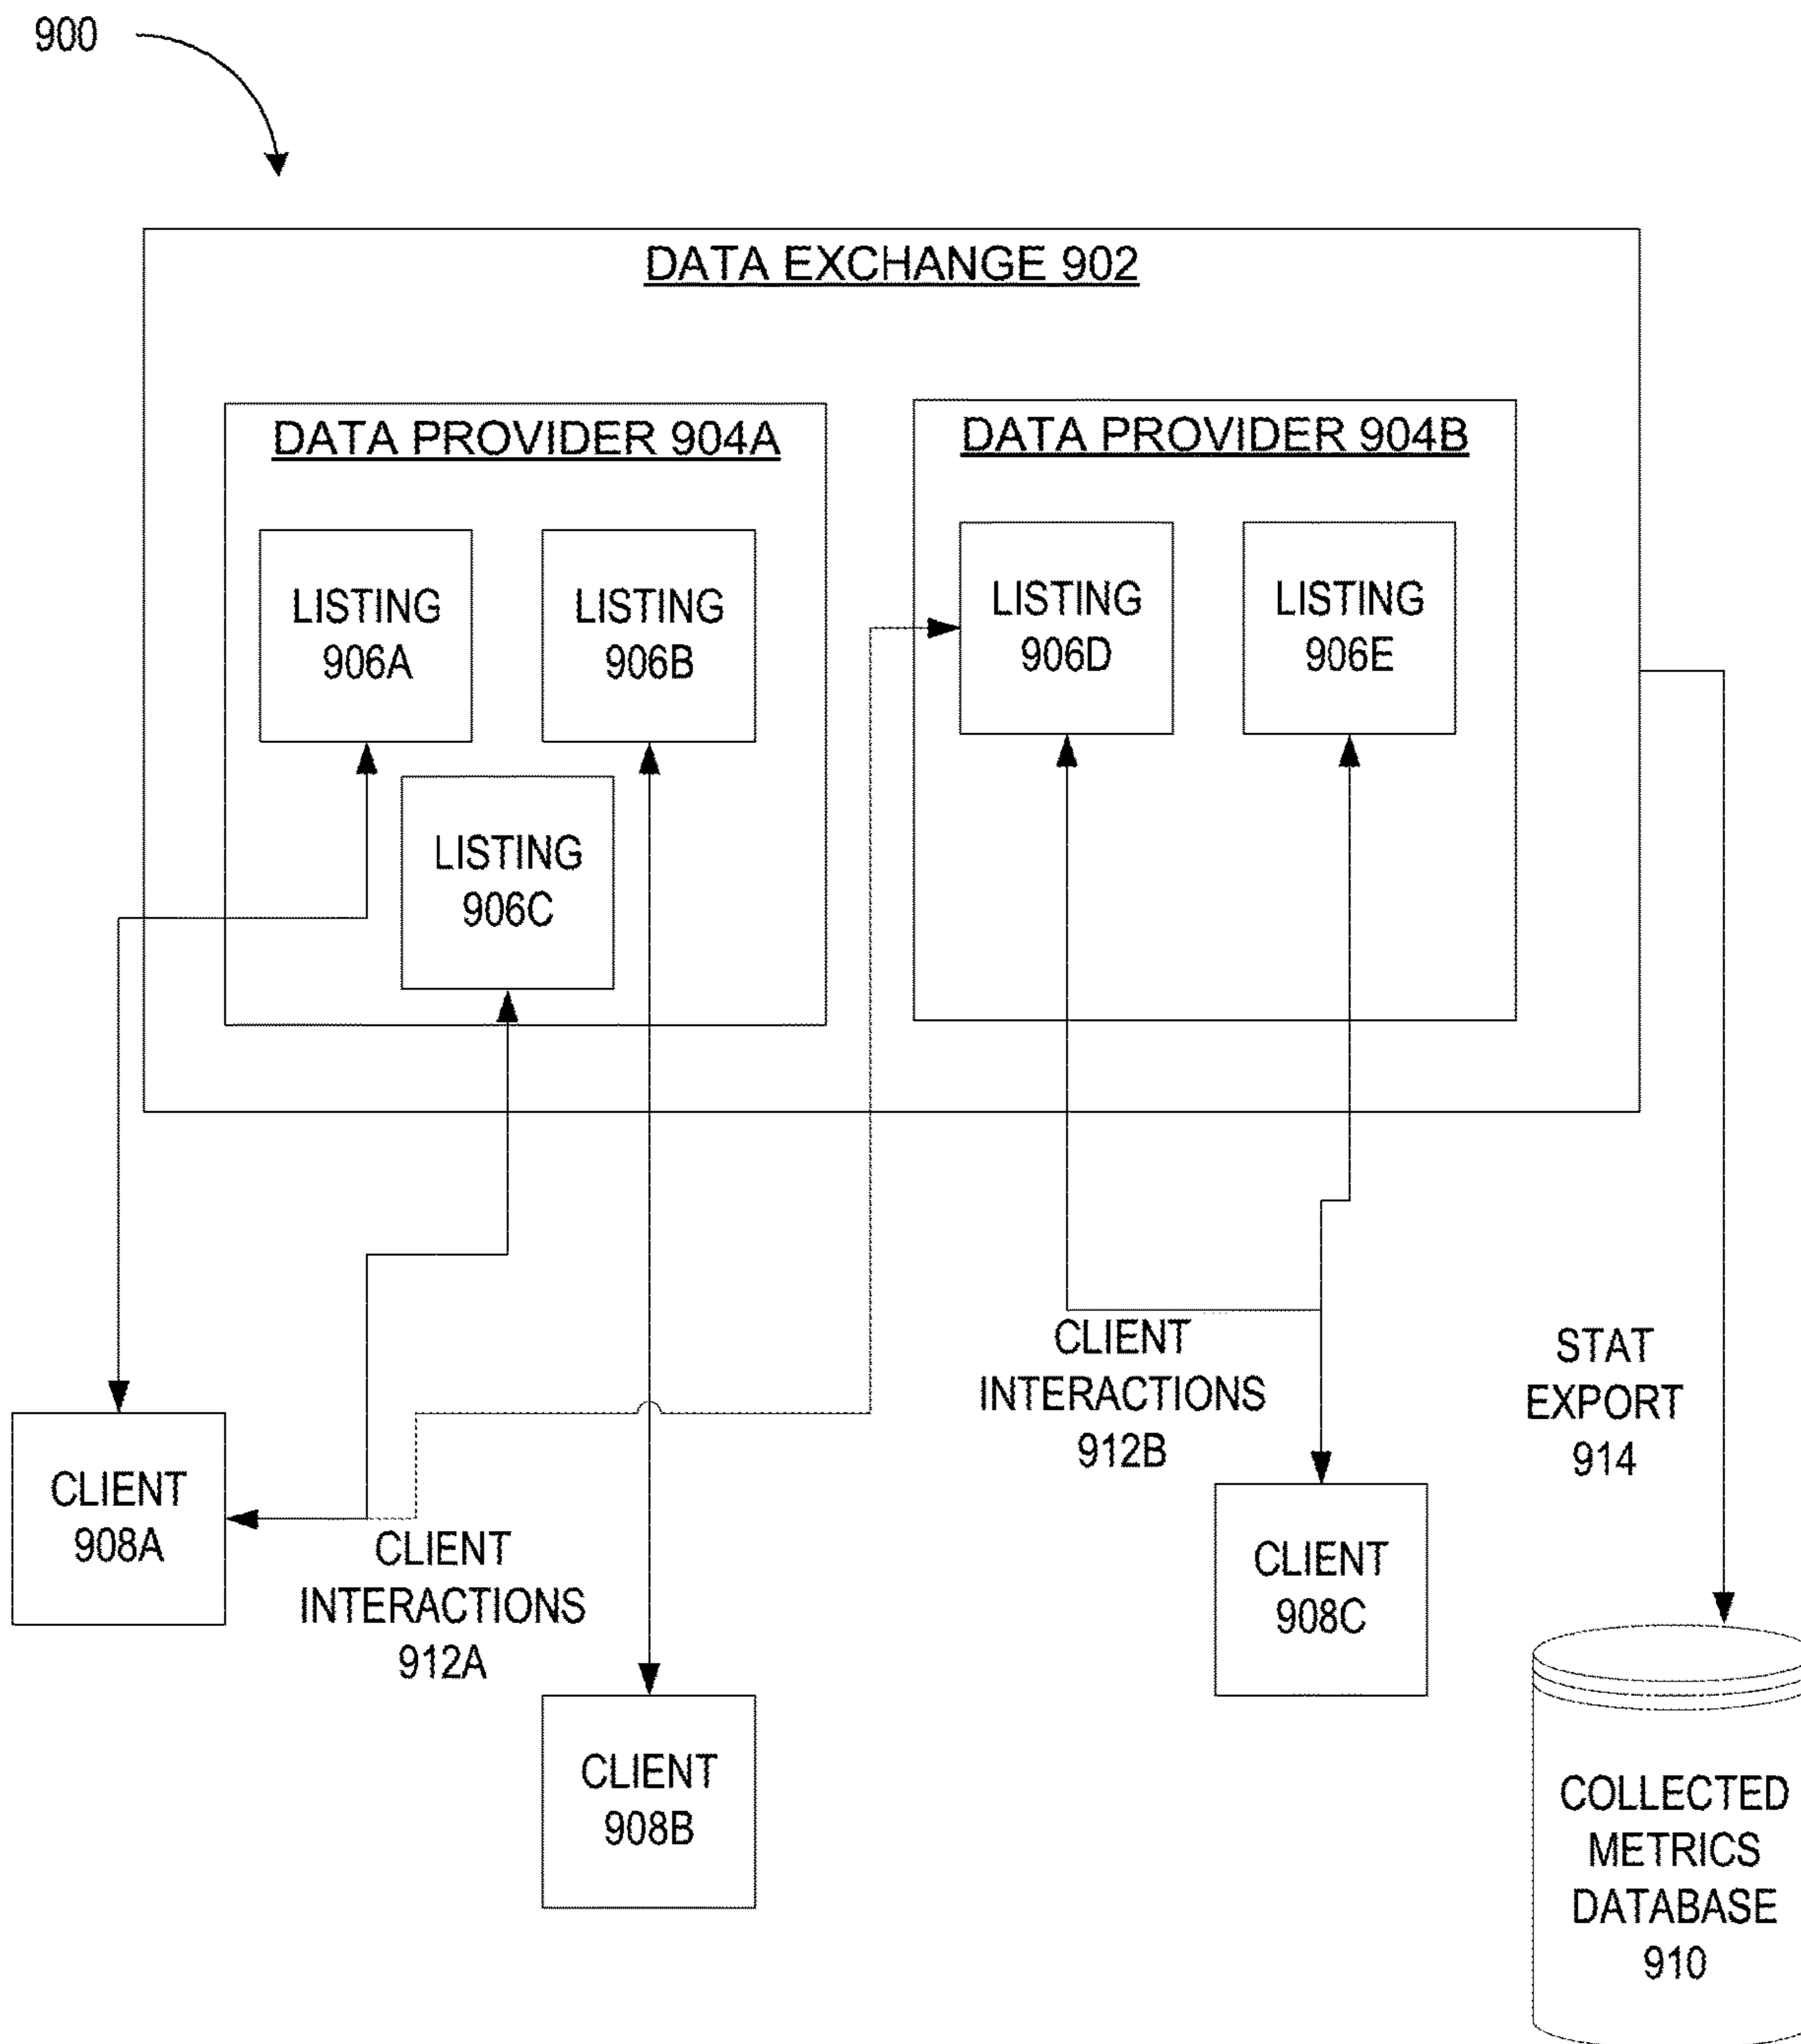 900
DATA EXCHANGE 902
DATA PROVIDER 904A
DATA PROVIDER 904B
LISTING
906A
LISTING
906B
LISTING
906C
LISTING
906D
LISTING
906E
CLIENT
INTERACTIONS
912B
STAT
EXPORT
914
CLIENT
908A
CLIENT
INTERACTIONS
912A
CLIENT
908B
CLIENT
908C
COLLECTED
METRICS
DATABASE
910